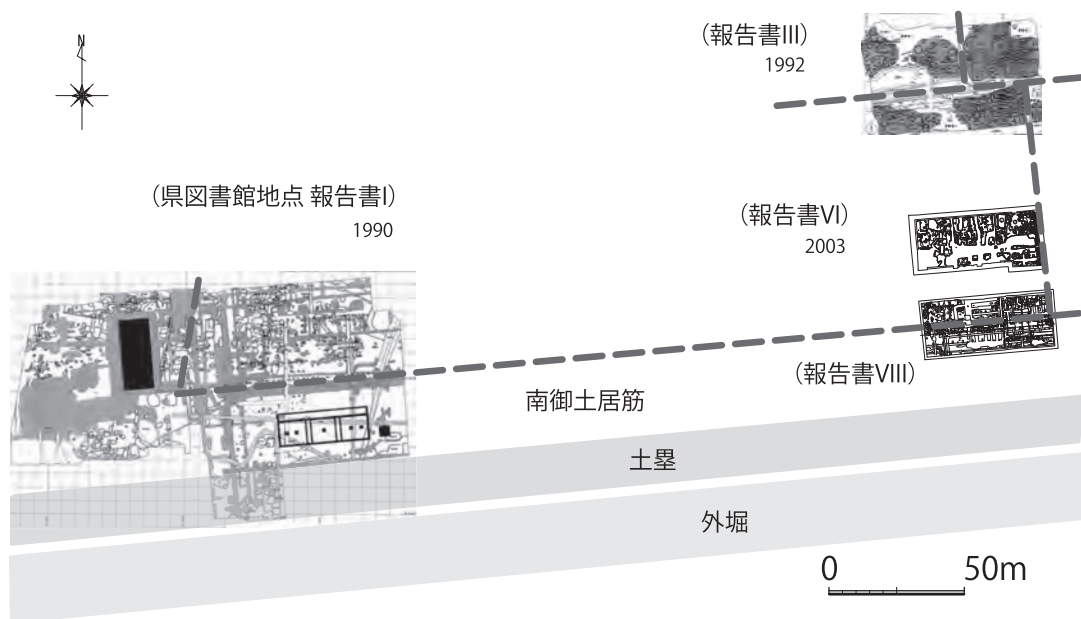 N
（報告書III）
1992
（県図書館地点 報告書I）
1990
（報告書VI）
2003
（報告書VIII）
南御土居筋
土塁
外堀
0 50m